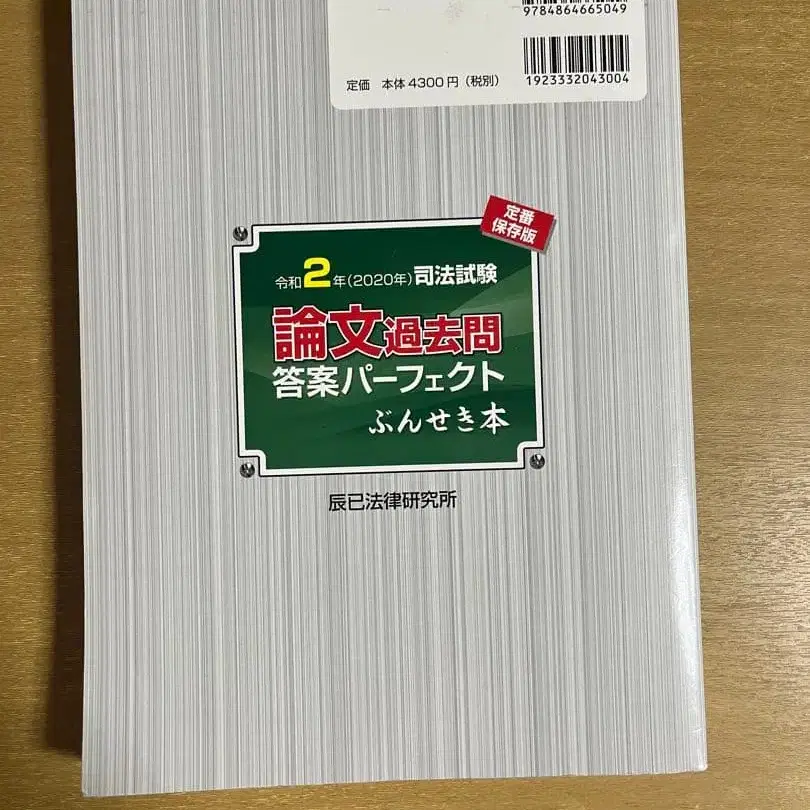 9784864665049
1923332043004
定価 本体4300円(税別)
定番
保存版
令和2年(2020年)司法試験
論文過去問
答案パーフェクト
ぶんせき本
辰已法律研究所